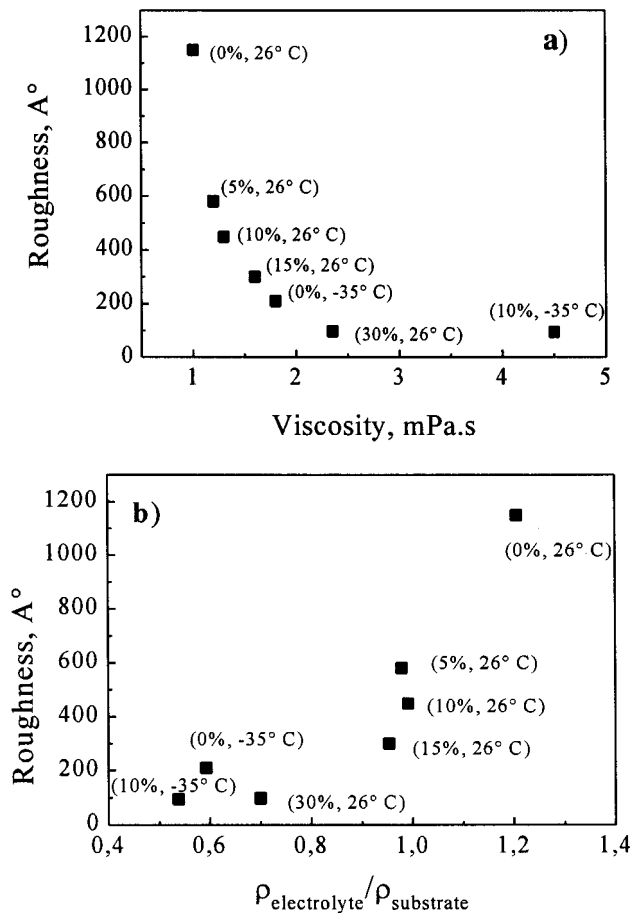 a)
1200
1000
800
600
400
200
0
Roughness, A°
(0%, 26° C)
(5%, 26° C)
(10%, 26° C)
(15%, 26° C)
(0%, -35° C)
(30%, 26° C)
(10%, -35° C)
1 2 3 4 5
Viscosity, mPa.s
b)
1200
1000
800
600
400
200
0
Roughness, A°
(0%, 26° C)
(5%, 26° C)
(10%, 26° C)
(15%, 26° C)
(0%, -35° C)
(10%, -35° C)
(30%, 26° C)
0,4 0,6 0,8 1,0 1,2 1,4
ρelectrolyte/ρsubstrate